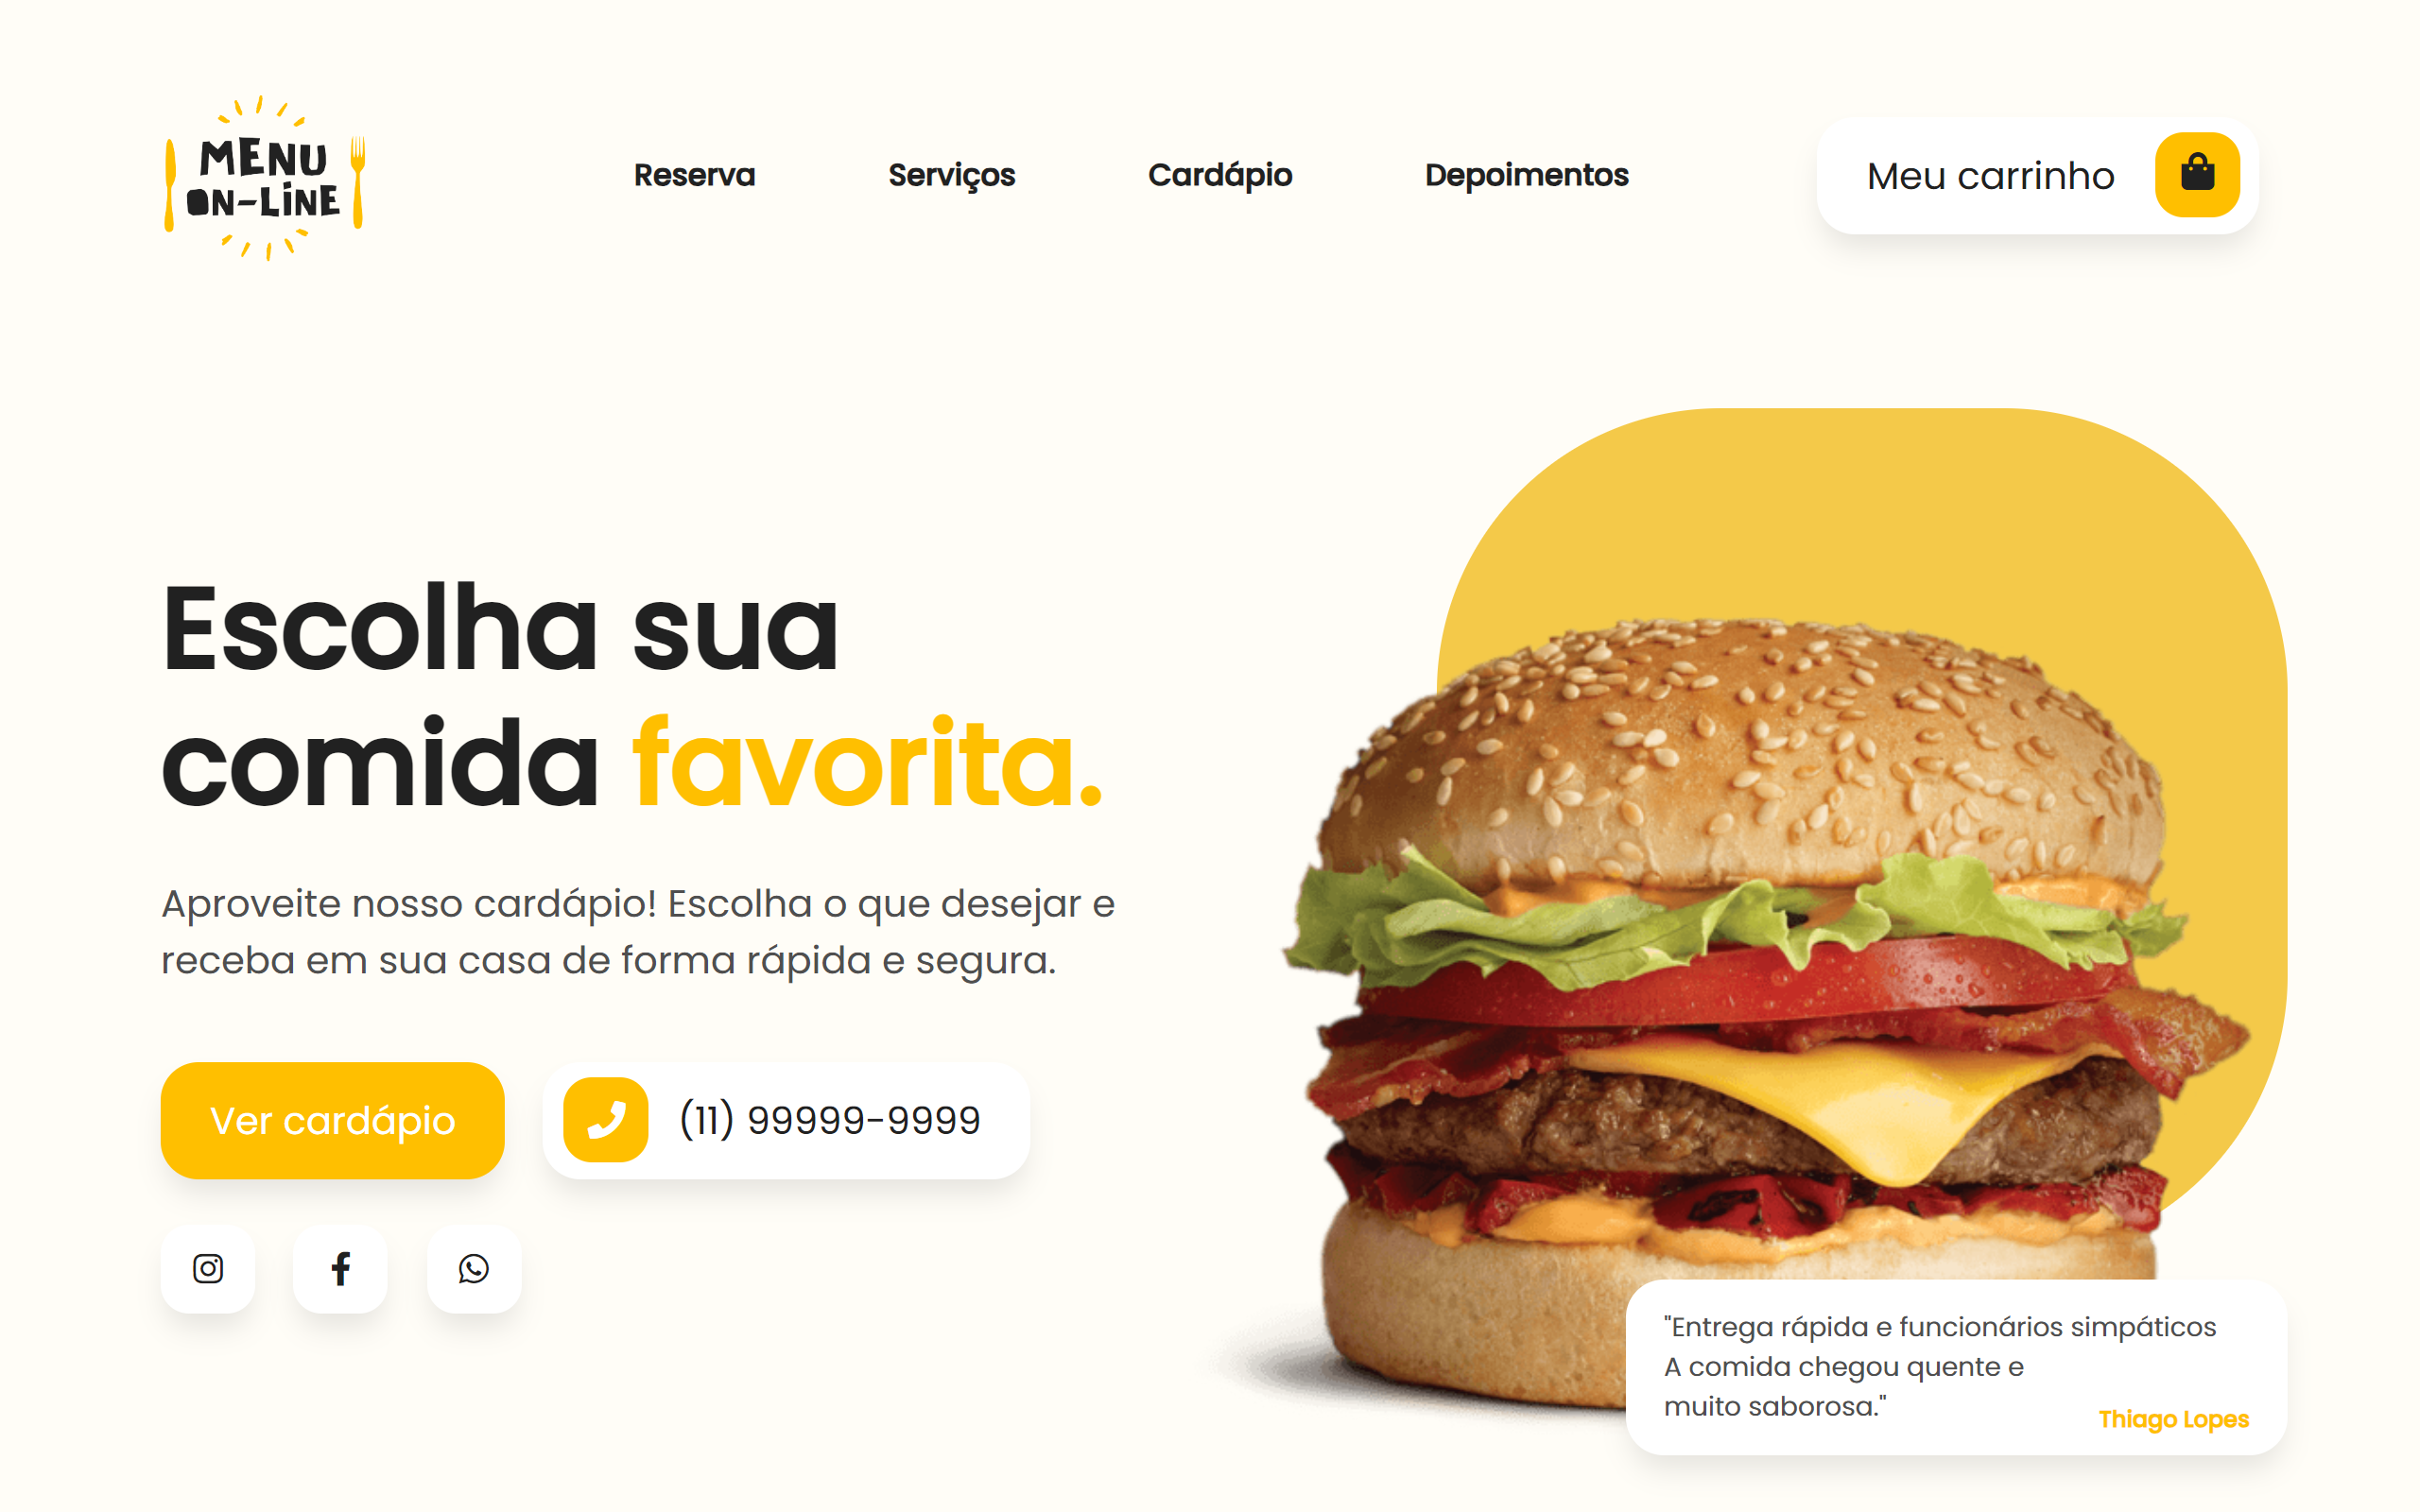 MENU
ON-LINE
Reserva
Serviços
Cardápio
Depoimentos
Meu carrinho
Escolha sua
comida favorita.
Aproveite nosso cardápio! Escolha o que desejar e
receba em sua casa de forma rápida e segura.
Ver cardápio
(11) 99999-9999
"Entrega rápida e funcionários simpáticos
A comida chegou quente e
muito saborosa."
Thiago Lopes